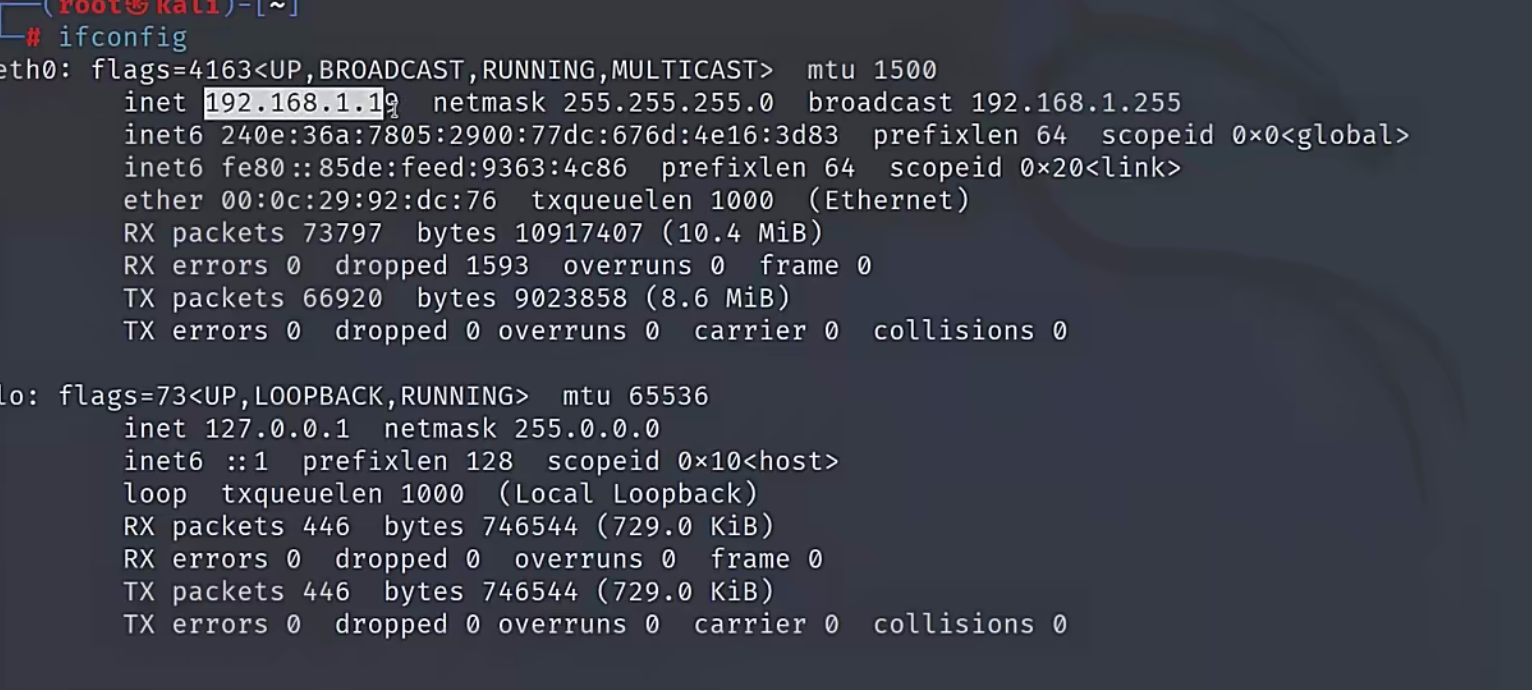 (root㉿kali)-[~]
# ifconfig
eth0: flags=4163<UP,BROADCAST,RUNNING,MULTICAST>  mtu 1500
inet 192.168.1.19  netmask 255.255.255.0  broadcast 192.168.1.255
inet6 240e:36a:7805:2900:77dc:676d:4e16:3d83  prefixlen 64  scopeid 0×0<global>
inet6 fe80::85de:feed:9363:4c86  prefixlen 64  scopeid 0×20<link>
ether 00:0c:29:92:dc:76  txqueuelen 1000  (Ethernet)
RX packets 73797  bytes 10917407 (10.4 MiB)
RX errors 0  dropped 1593  overruns 0  frame 0
TX packets 66920  bytes 9023858 (8.6 MiB)
TX errors 0  dropped 0 overruns 0  carrier 0  collisions 0
lo: flags=73<UP,LOOPBACK,RUNNING>  mtu 65536
inet 127.0.0.1  netmask 255.0.0.0
inet6 ::1  prefixlen 128  scopeid 0×10<host>
loop  txqueuelen 1000  (Local Loopback)
RX packets 446  bytes 746544 (729.0 KiB)
RX errors 0  dropped 0  overruns 0  frame 0
TX packets 446  bytes 746544 (729.0 KiB)
TX errors 0  dropped 0 overruns 0  carrier 0  collisions 0